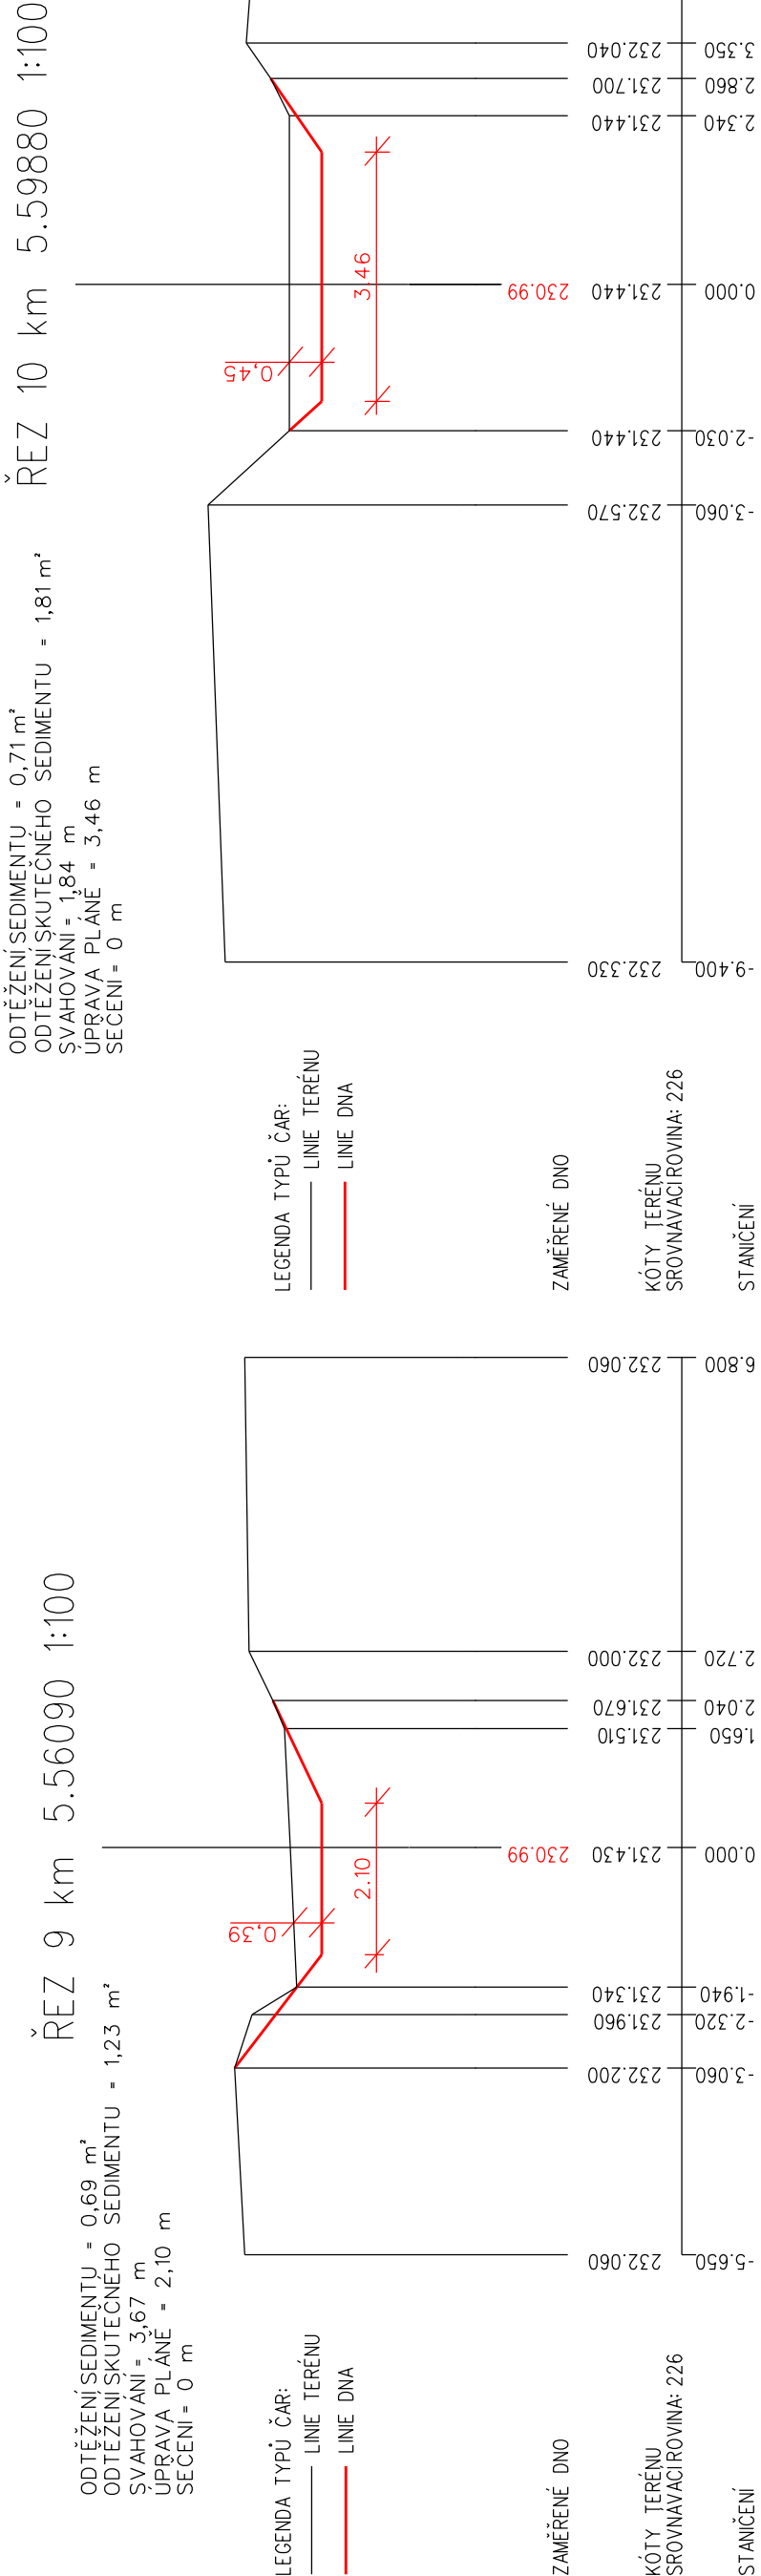 ŘEZ 9 km 5.56090 1:100
ODTĚŽENÍ SEDIMENTU = 0,69 m²
ODTĚŽENÍ SKUTEČNÉHO SEDIMENTU = 1,23 m²
SVAHOVÁNÍ = 3,67 m
ÚPRAVA PLÁNĚ = 2,10 m
SEČENÍ = 0 m
0,39
2.10
LEGENDA TYPŮ ČAR:
LINIE TERÉNU
LINIE DNA
ZAMĚŘENÉ DNO
230.99
KÓTY TERÉNU
232.060 232.200 231.960 231.340 231.430 231.510 231.670 232.000 232.060
SROVNÁVACÍ ROVINA: 226
STANIČENÍ
-5.650 -3.060 -2.320 -1.940 0.000 1.650 2.040 2.720 6.800
ŘEZ 10 km 5.59880 1:100
ODTĚŽENÍ SEDIMENTU = 0,71 m²
ODTĚŽENÍ SKUTEČNÉHO SEDIMENTU = 1,81 m²
SVAHOVÁNÍ = 1,84 m
ÚPRAVA PLÁNĚ = 3,46 m
SEČENÍ = 0 m
0,45
3.46
LEGENDA TYPŮ ČAR:
LINIE TERÉNU
LINIE DNA
ZAMĚŘENÉ DNO
230.99
KÓTY TERÉNU
232.330 232.570 231.440 231.440 231.440 231.700 232.040
SROVNÁVACÍ ROVINA: 226
STANIČENÍ
-9.400 -3.060 -2.030 0.000 2.340 2.860 3.350